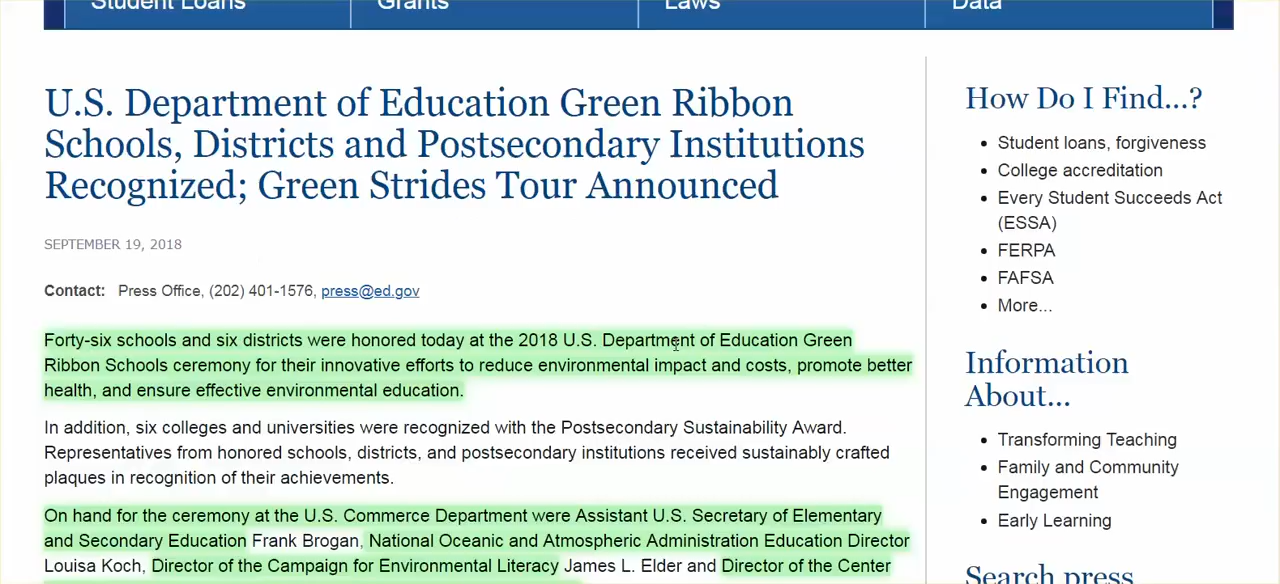 Student Loans
Grants
Laws
Data
U.S. Department of Education Green Ribbon
Schools, Districts and Postsecondary Institutions
Recognized; Green Strides Tour Announced
SEPTEMBER 19, 2018
Contact: Press Office, (202) 401-1576, press@ed.gov
Forty-six schools and six districts were honored today at the 2018 U.S. Department of Education Green
Ribbon Schools ceremony for their innovative efforts to reduce environmental impact and costs, promote better
health, and ensure effective environmental education.
In addition, six colleges and universities were recognized with the Postsecondary Sustainability Award.
Representatives from honored schools, districts, and postsecondary institutions received sustainably crafted
plaques in recognition of their achievements.
On hand for the ceremony at the U.S. Commerce Department were Assistant U.S. Secretary of Elementary
and Secondary Education Frank Brogan, National Oceanic and Atmospheric Administration Education Director
Louisa Koch, Director of the Campaign for Environmental Literacy James L. Elder and Director of the Center
How Do I Find...?
Student loans, forgiveness
College accreditation
Every Student Succeeds Act
(ESSA)
FERPA
FAFSA
More...
Information
About...
Transforming Teaching
Family and Community
Engagement
Early Learning
Search press